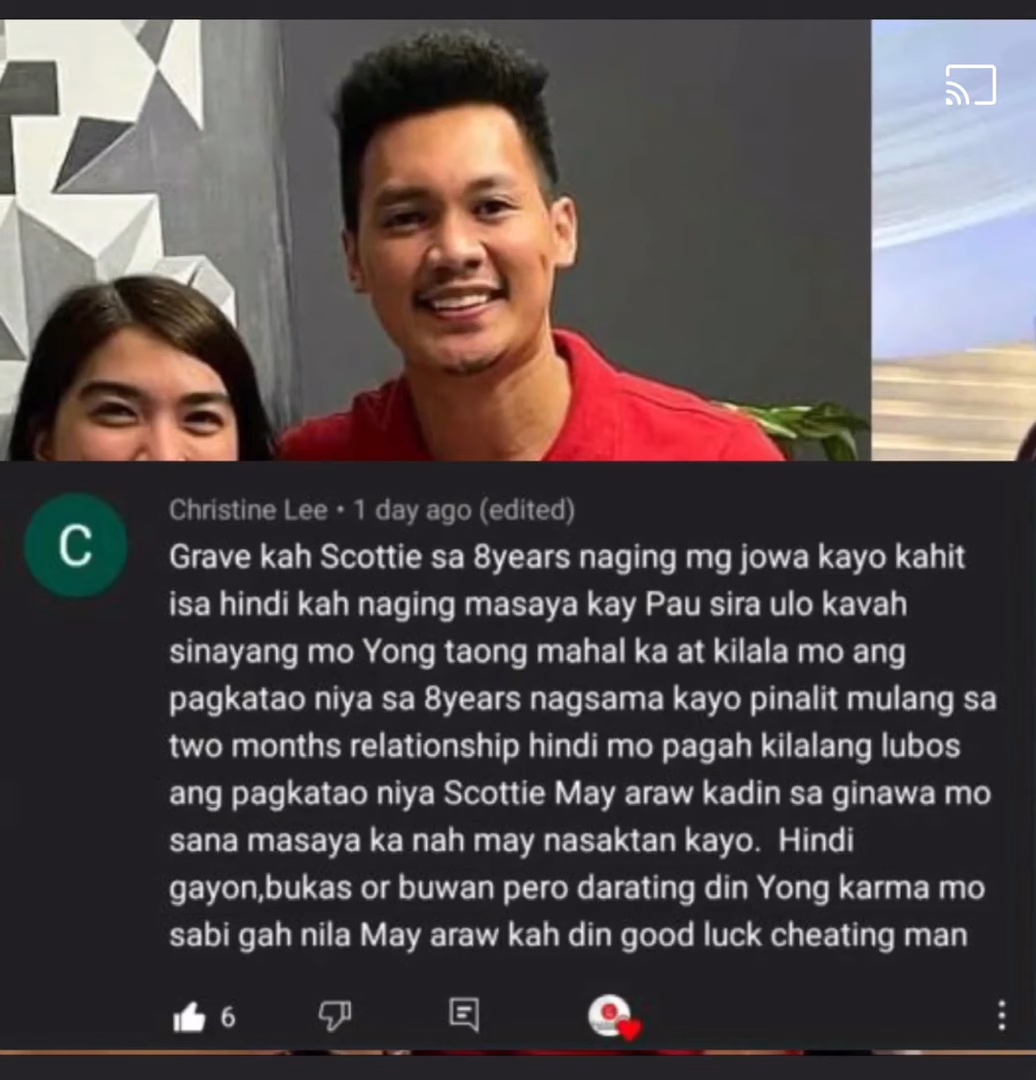 Christine Lee • 1 day ago (edited)
Grave kah Scottie sa 8years naging mg jowa kayo kahit
isa hindi kah naging masaya kay Pau sira ulo kavah
sinayang mo Yong taong mahal ka at kilala mo ang
pagkatao niya sa 8years nagsama kayo pinalit mulang sa
two months relationship hindi mo pagah kilalang lubos
ang pagkatao niya Scottie May araw kadin sa ginawa mo
sana masaya ka nah may nasaktan kayo.  Hindi
gayon,bukas or buwan pero darating din Yong karma mo
sabi gah nila May araw kah din good luck cheating man
6